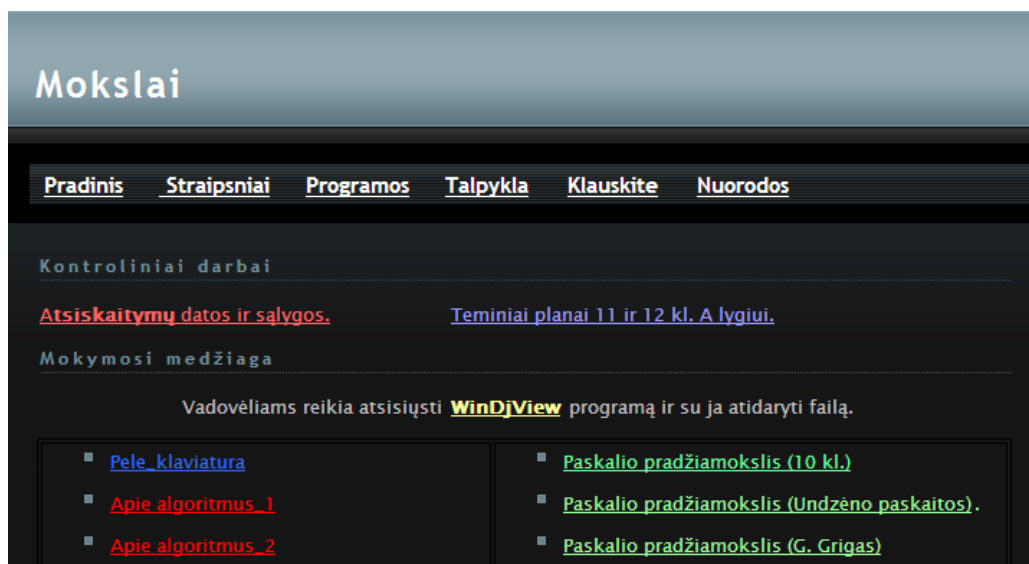 Mokslai
Pradinis Straipsniai Programos Talpykla Klauskite Nuorodos
Kontroliniai darbai
Atsiskaitymų datos ir sąlygos. Teminiai planai 11 ir 12 kl. A lygiui.
Mokymosi medžiaga
Vadovėliams reikia atsisiųsti WinDjView programą ir su ja atidaryti failą.
Pele_klaviatura Paskalio pradžiamokslis (10 kl.)
Apie algoritmus_1 Paskalio pradžiamokslis (Undzėno paskaitos).
Apie algoritmus_2 Paskalio pradžiamokslis (G. Grigas)